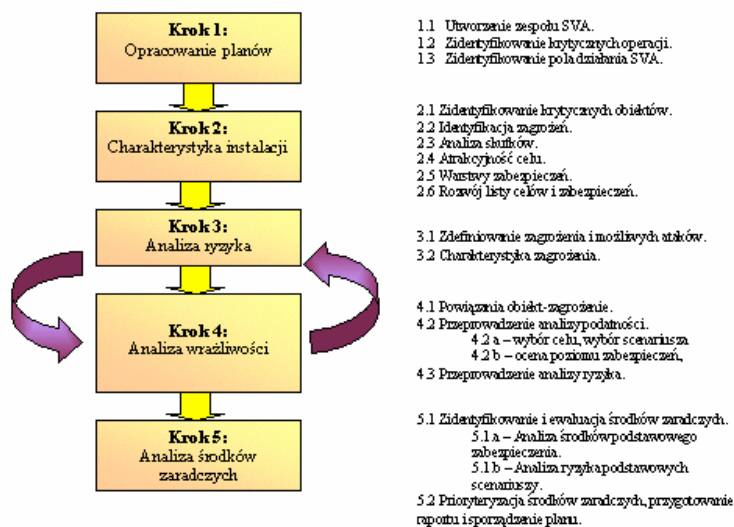 Krok 1:
Opracowanie planów
1.1 Utworzenie zespołu SVA.
1.2 Zidentyfikowanie krytycznych operacji.
1.3 Zidentyfikowanie pola działania SVA.
Krok 2:
Charakterystyka instalacji
2.1 Zidentyfikowanie krytycznych obiektów.
2.2 Identyfikacja zagrożeń.
2.3 Analiza skutków.
2.4 Atrakcyjność celu.
2.5 Warstwy zabezpieczeń.
2.6 Rozwój listy celów i zabezpieczeń.
Krok 3:
Analiza ryzyka
3.1 Zdefiniowanie zagrożenia i możliwych ataków.
3.2 Charakterystyka zagrożenia.
Krok 4:
Analiza wrażliwości
4.1 Powiązania obiekt-zagrożenie.
4.2 Przeprowadzenie analizy podatności.
4.2 a – wybór celu, wybór scenariusza
4.2 b – ocena poziomu zabezpieczeń,
4.3 Przeprowadzenie analizy ryzyka.
Krok 5:
Analiza środków
zaradczych
5.1 Zidentyfikowanie i ewaluacja środków zaradczych.
5.1 a – Analiza środków podstawowego
zabezpieczenia.
5.1 b – Analiza ryzyka podstawowych
scenariuszy.
5.2 Prioryteryzacja środków zaradczych, przygotowanie
raportu i sporządzenie planu.